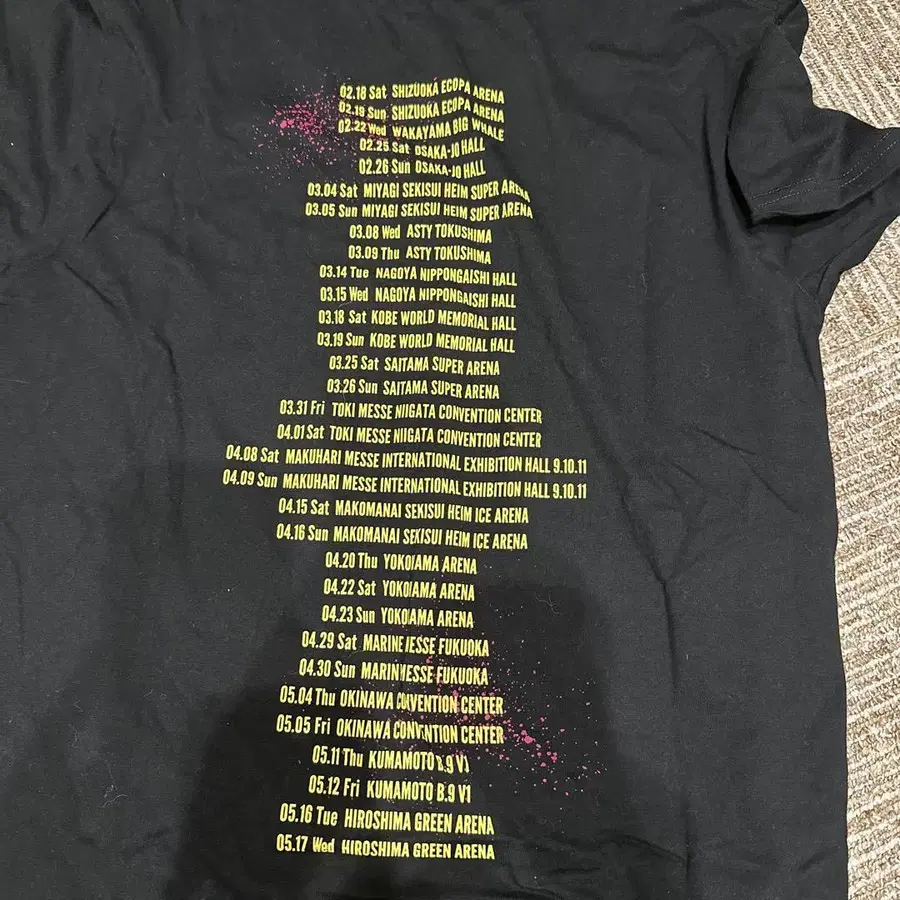 02.18 Sat SHIZUOKA ECOPA ARENA
02.19 Sun SHIZUOKA ECOPA ARENA
02.22 Wed WAKAYAMA BIG WHALE
02.25 Sat OSAKA-JO HALL
02.26 Sun OSAKA-JO HALL
03.04 Sat MIYAGI SEKISUI HEIM SUPER ARENA
03.05 Sun MIYAGI SEKISUI HEIM SUPER ARENA
03.08 Wed ASTY TOKUSHIMA
03.09 Thu ASTY TOKUSHIMA
03.14 Tue NAGOYA NIPPONGAISHI HALL
03.15 Wed NAGOYA NIPPONGAISHI HALL
03.18 Sat KOBE WORLD MEMORIAL HALL
03.19 Sun KOBE WORLD MEMORIAL HALL
03.25 Sat SAITAMA SUPER ARENA
03.26 Sun SAITAMA SUPER ARENA
03.31 Fri TOKI MESSE NIIGATA CONVENTION CENTER
04.01 Sat TOKI MESSE NIIGATA CONVENTION CENTER
04.08 Sat MAKUHARI MESSE INTERNATIONAL EXHIBITION HALL 9.10.11
04.09 Sun MAKUHARI MESSE INTERNATIONAL EXHIBITION HALL 9.10.11
04.15 Sat MAKOMANAI SEKISUI HEIM ICE ARENA
04.16 Sun MAKOMANAI SEKISUI HEIM ICE ARENA
04.20 Thu YOKOHAMA ARENA
04.22 Sat YOKOHAMA ARENA
04.23 Sun YOKOHAMA ARENA
04.29 Sat MARINE MESSE FUKUOKA
04.30 Sun MARINE MESSE FUKUOKA
05.04 Thu OKINAWA CONVENTION CENTER
05.05 Fri OKINAWA CONVENTION CENTER
05.11 Thu KUMAMOTO B.9 V1
05.12 Fri KUMAMOTO B.9 V1
05.16 Tue HIROSHIMA GREEN ARENA
05.17 Wed HIROSHIMA GREEN ARENA